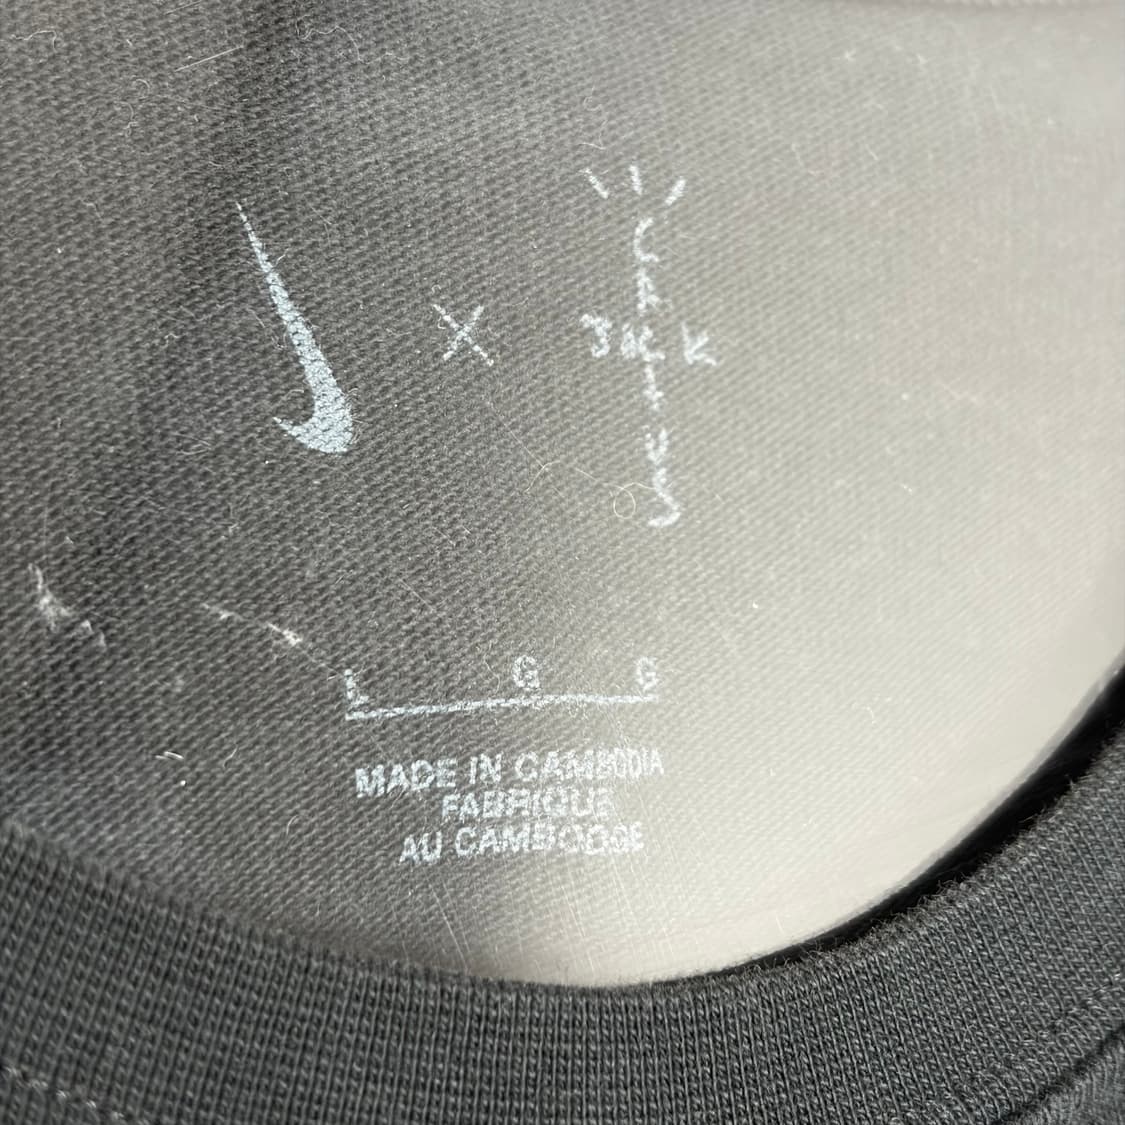 X
CACTUS
JACK
L G G
MADE IN CAMBODIA
FABRIQUE
AU CAMBODGE